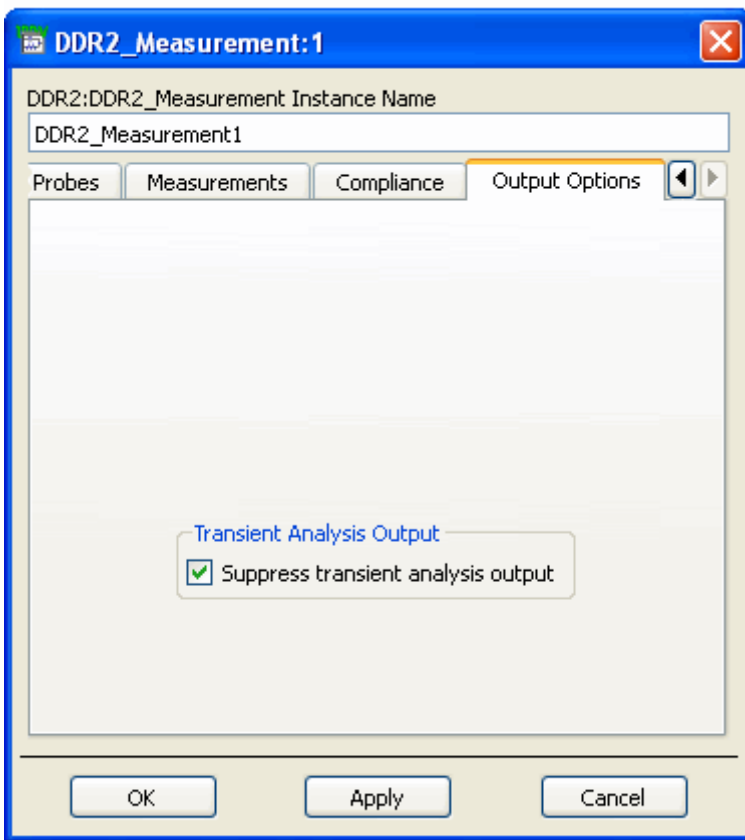 DDR2_Measurement:1
DDR2:DDR2_Measurement Instance Name
DDR2_Measurement1
Probes Measurements Compliance Output Options
Transient Analysis Output
Suppress transient analysis output
OK Apply Cancel